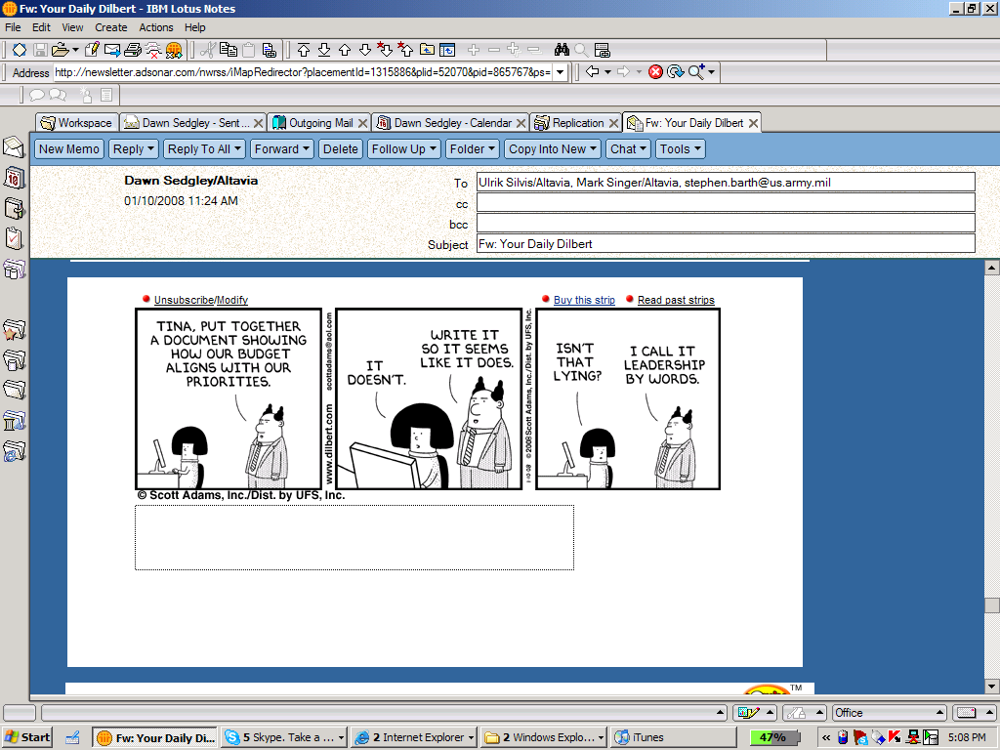 Fw: Your Daily Dilbert - IBM Lotus Notes
File Edit View Create Actions Help
Address http://newsletter.adsonar.com/nwrss/iMapRedirector?placementId=1315886&plid=52070&pid=865767&ps=
Workspace Dawn Sedgley - Sent ... Outgoing Mail Dawn Sedgley - Calendar Replication Fw: Your Daily Dilbert
New Memo Reply Reply To All Forward Delete Follow Up Folder Copy Into New Chat Tools
Dawn Sedgley/Altavia
01/10/2008 11:24 AM
To Ulrik Silvis/Altavia, Mark Singer/Altavia, stephen.barth@us.army.mil
cc
bcc
Subject Fw: Your Daily Dilbert
Unsubscribe/Modify Buy this strip Read past strips
TINA, PUT TOGETHER
A DOCUMENT SHOWING
HOW OUR BUDGET
ALIGNS WITH OUR
PRIORITIES.
www.dilbert.com scottadams@aol.com
IT
DOESN'T.
WRITE IT
SO IT SEEMS
LIKE IT DOES.
1-10-08 © 2008 Scott Adams, Inc./Dist. by UFS, Inc.
ISN'T
THAT
LYING?
I CALL IT
LEADERSHIP
BY WORDS.
© Scott Adams, Inc./Dist. by UFS, Inc.
TM
Office
Start Fw: Your Daily Di... 5 Skype. Take a ... 2 Internet Explorer 2 Windows Explo... iTunes 47% 5:08 PM